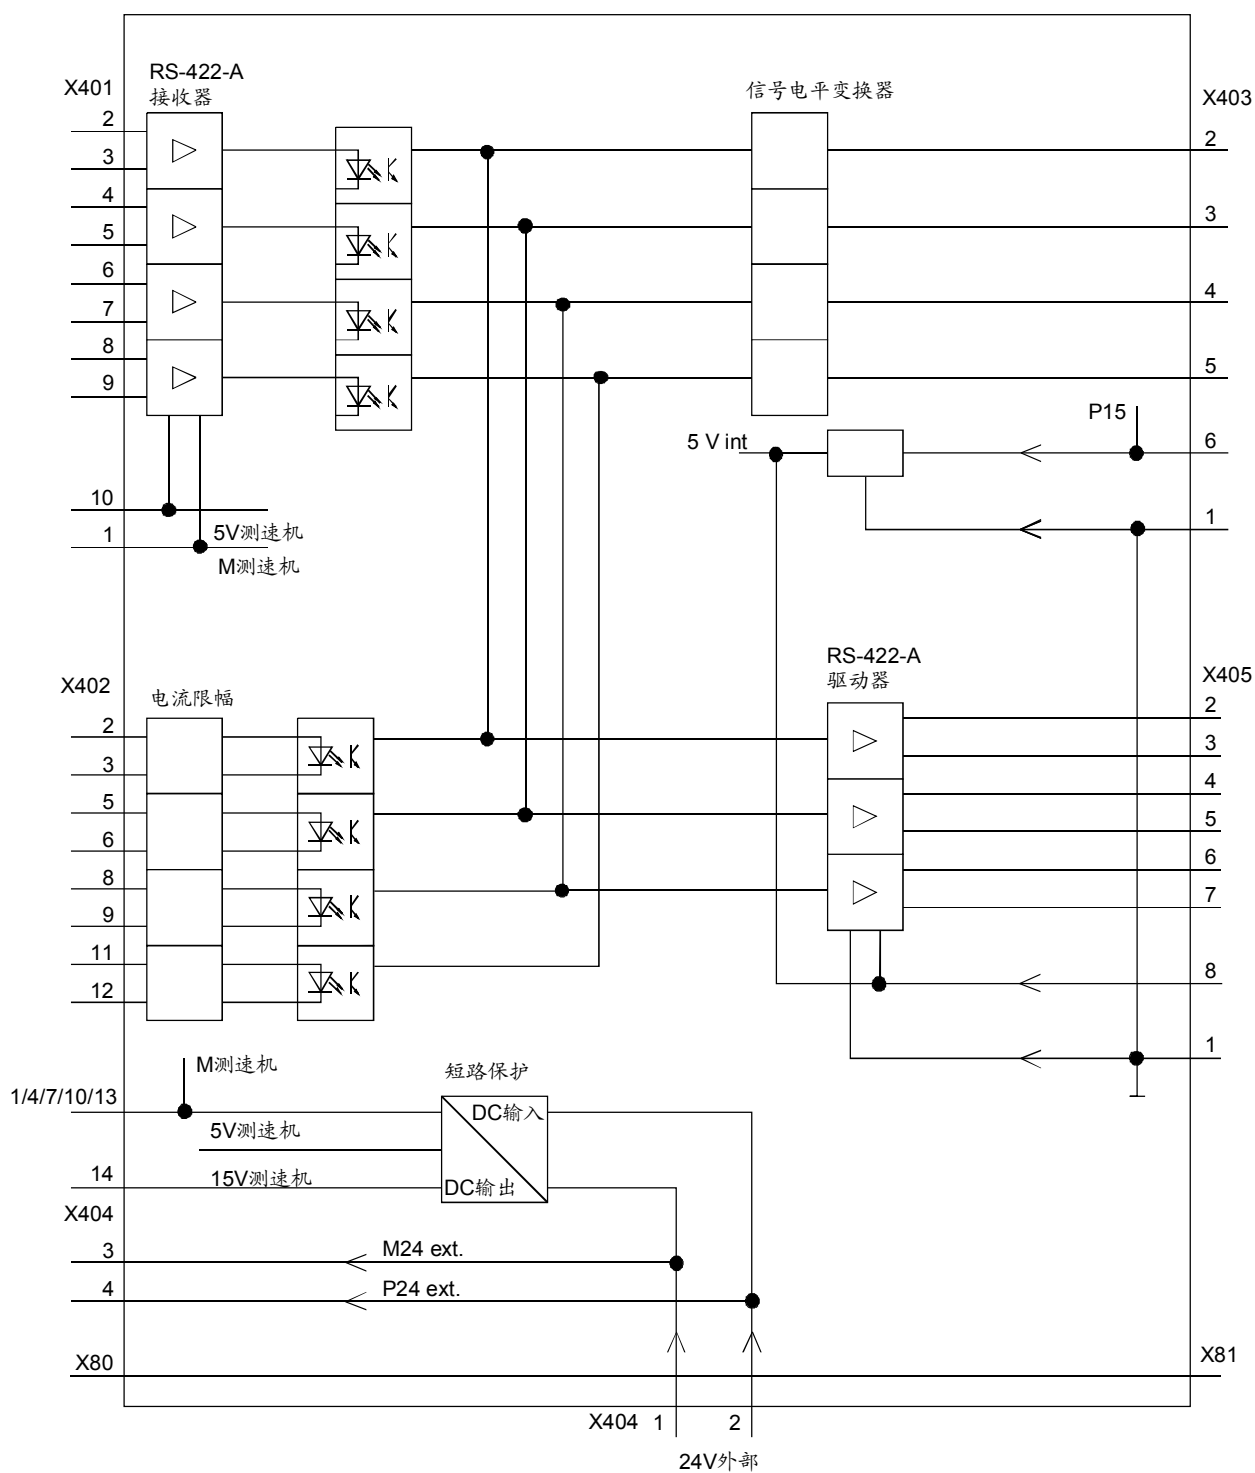 X401
RS-422-A
接收器
信号电平变换器
X403
2
3
4
5
6
7
8
9
2
3
4
5
5 V int
P15
6
1
10
1
5V测速机
M测速机
RS-422-A
驱动器
X405
X402
电流限幅
2
3
5
6
8
9
11
12
2
3
4
5
6
7
8
1
M测速机
短路保护
1/4/7/10/13
DC输入
5V测速机
14
15V测速机
DC输出
X404
3
M24 ext.
4
P24 ext.
X80
X81
X404 1 2
24V外部